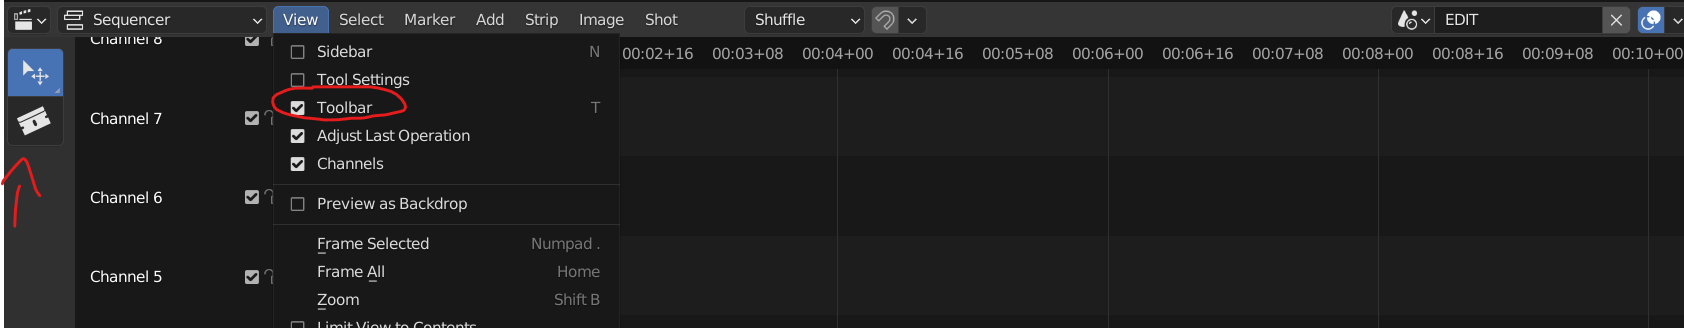 Sequencer View Select Marker Add Strip Image Shot Shuffle EDIT
Channel 8
Sidebar N 00:02+16 00:03+08 00:04+00 00:04+16 00:05+08 00:06+00 00:06+16 00:07+08 00:08+00 00:08+16 00:09+08 00:10+00
Tool Settings
Toolbar T
Channel 7
Adjust Last Operation
Channels
Channel 6
Preview as Backdrop
Frame Selected Numpad .
Frame All Home
Channel 5
Zoom Shift B
Limit View to Contents